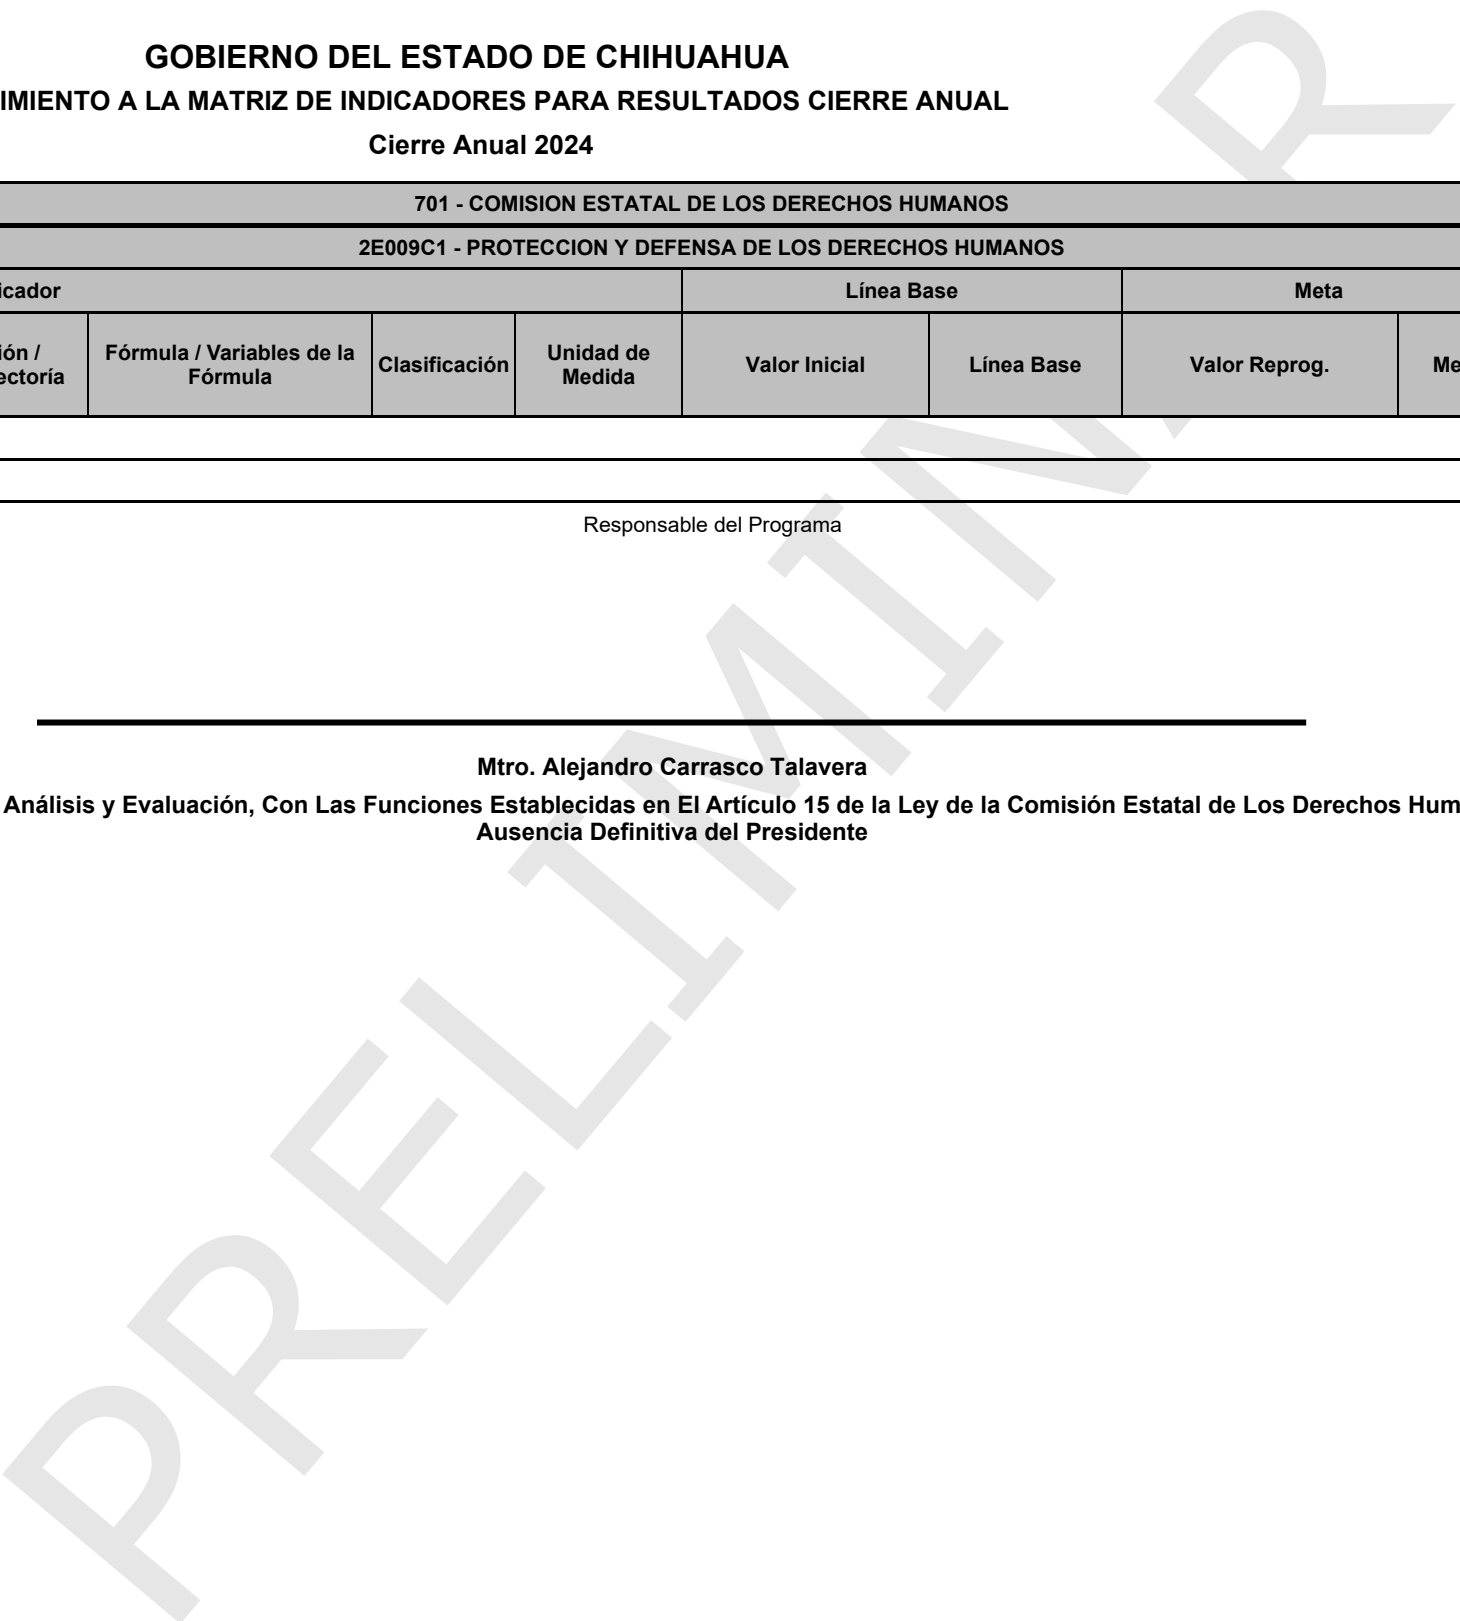 GOBIERNO DEL ESTADO DE CHIHUAHUA
IMIENTO A LA MATRIZ DE INDICADORES PARA RESULTADOS CIERRE ANUAL
Cierre Anual 2024
701 - COMISION ESTATAL DE LOS DERECHOS HUMANOS
2E009C1 - PROTECCION Y DEFENSA DE LOS DERECHOS HUMANOS
icador Línea Base Meta
ión /
ectoría
Fórmula / Variables de la
Fórmula
Clasificación
Unidad de
Medida
Valor Inicial
Línea Base
Valor Reprog.
Me
Responsable del Programa
Mtro. Alejandro Carrasco Talavera
Análisis y Evaluación, Con Las Funciones Establecidas en El Artículo 15 de la Ley de la Comisión Estatal de Los Derechos Hum
Ausencia Definitiva del Presidente
PRELIMINAR